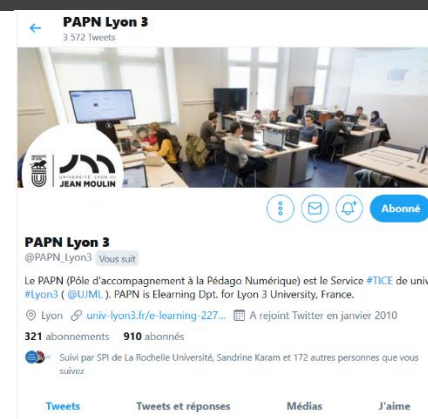 PAPN Lyon 3
3 572 Tweets
UNIVERSITÉ LYON III
JEAN MOULIN
Abonné
PAPN Lyon 3
@PAPN_Lyon3 Vous suit
Le PAPN (Pôle d'accompagnement à la Pédago Numérique) est le Service #TICE de univ
#Lyon3 ( @UJML ). PAPN is Elearning Dpt. for Lyon 3 University, France.
Lyon univ-lyon3.fr/e-learning-227... A rejoint Twitter en janvier 2010
321 abonnements 910 abonnés
Suivi par SPI de La Rochelle Université, Sandrine Karam et 172 autres personnes que vous
suivez
Tweets Tweets et réponses Médias J'aime